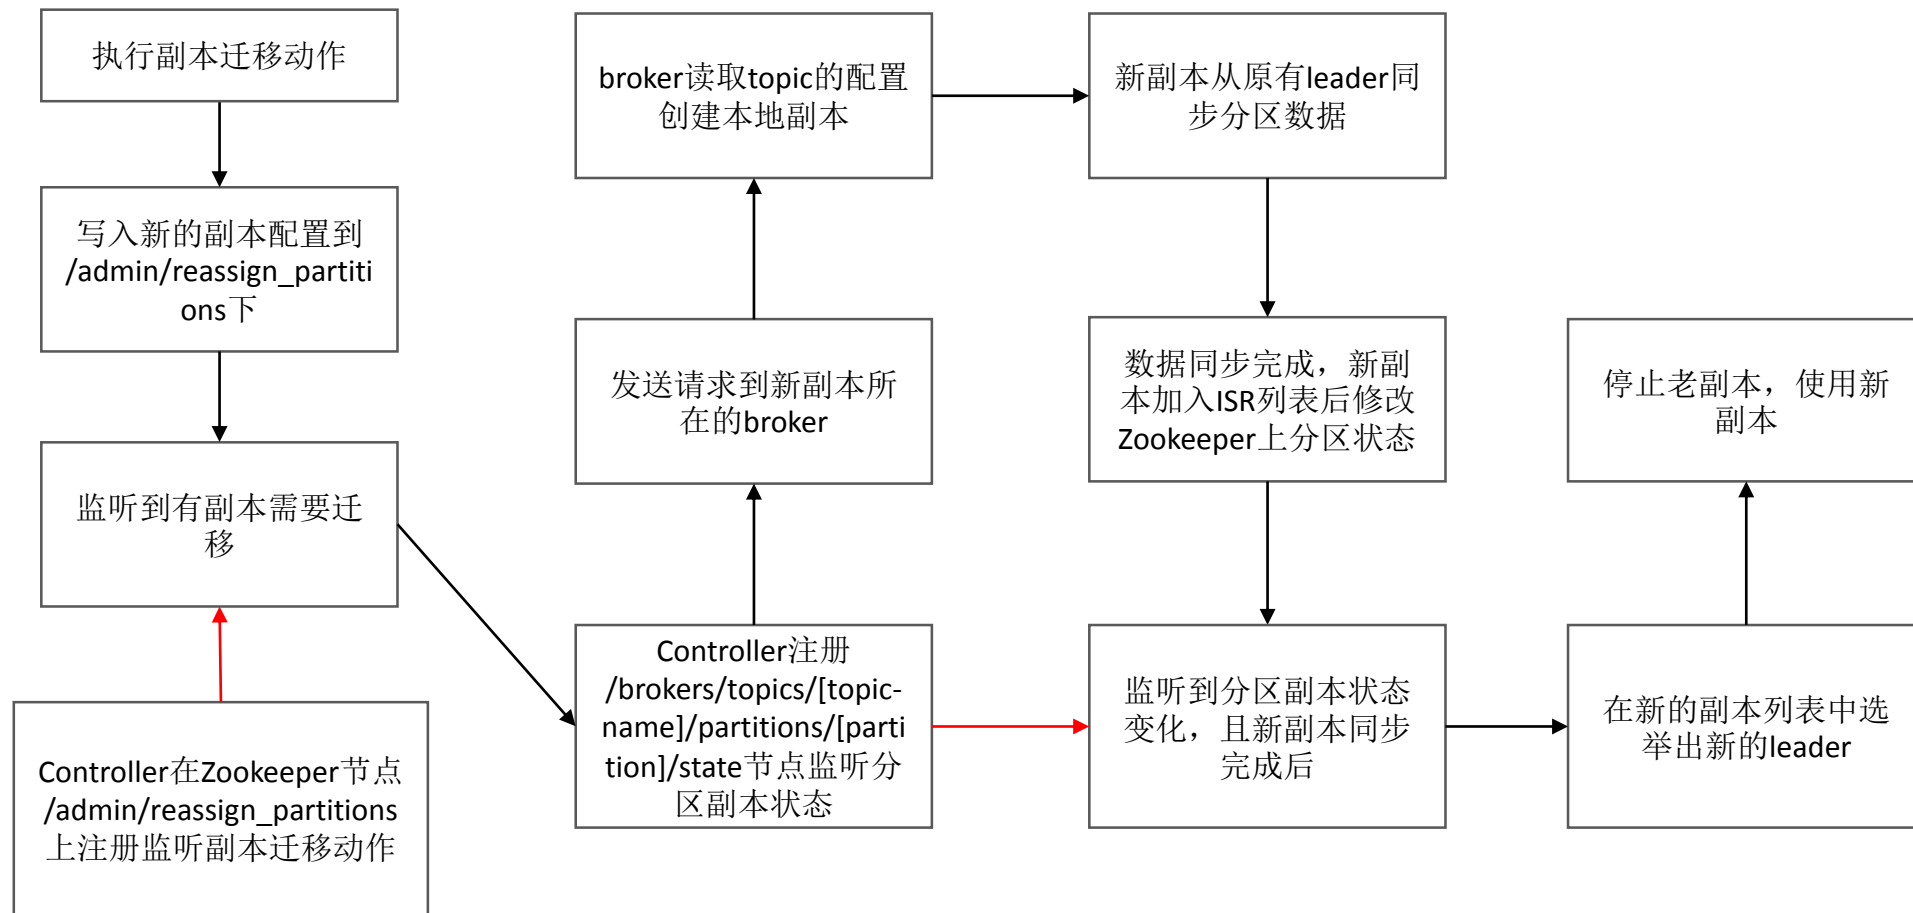 执行副本迁移动作
写入新的副本配置到
/admin/reassign_partiti
ons下
监听到有副本需要迁
移
Controller在Zookeeper节点
/admin/reassign_partitions
上注册监听副本迁移动作
broker读取topic的配置
创建本地副本
发送请求到新副本所
在的broker
Controller注册
/brokers/topics/[topic-
name]/partitions/[parti
tion]/state节点监听分
区副本状态
新副本从原有leader同
步分区数据
数据同步完成，新副
本加入ISR列表后修改
Zookeeper上分区状态
监听到分区副本状态
变化，且新副本同步
完成后
停止老副本，使用新
副本
在新的副本列表中选
举出新的leader